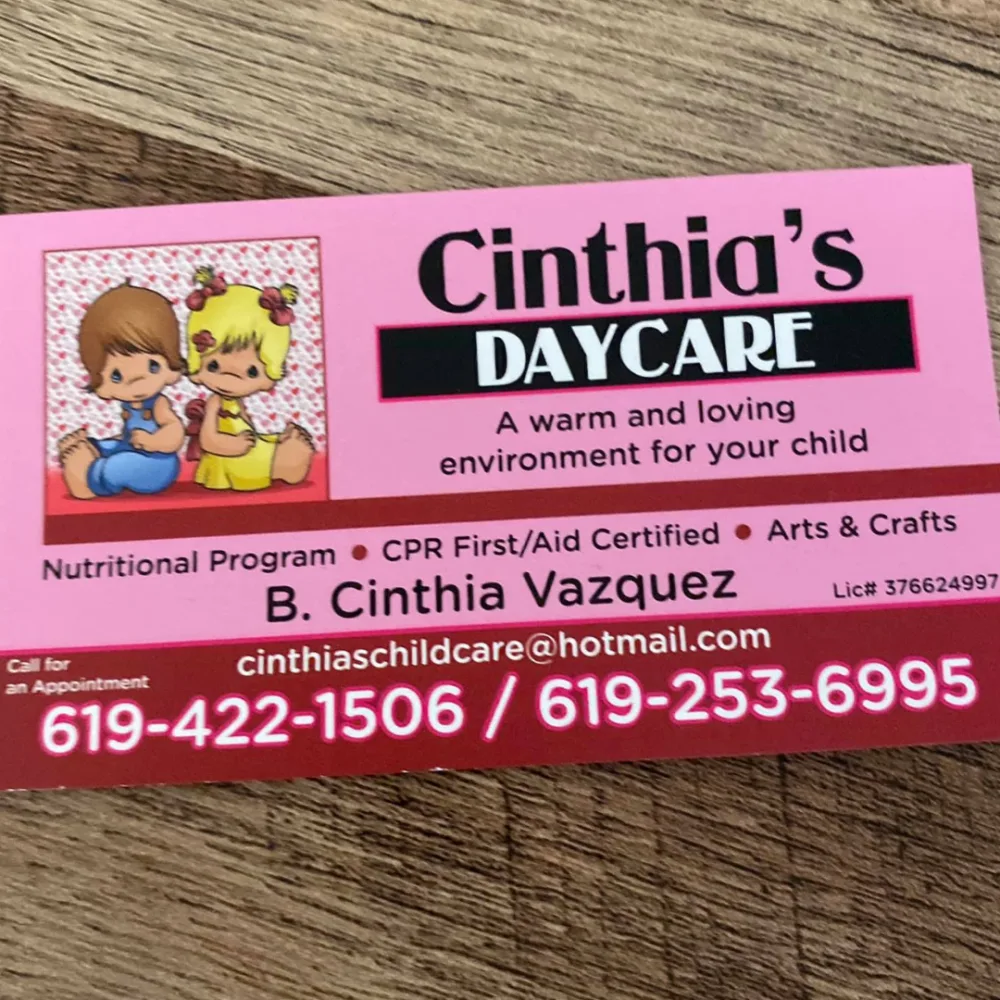 Cinthia's
DAYCARE
A warm and loving
environment for your child
Nutritional Program • CPR First/Aid Certified • Arts & Crafts
B. Cinthia Vazquez
Lic# 376624997
cinthiaschildcare@hotmail.com
Call for
an Appointment
619-422-1506 / 619-253-6995